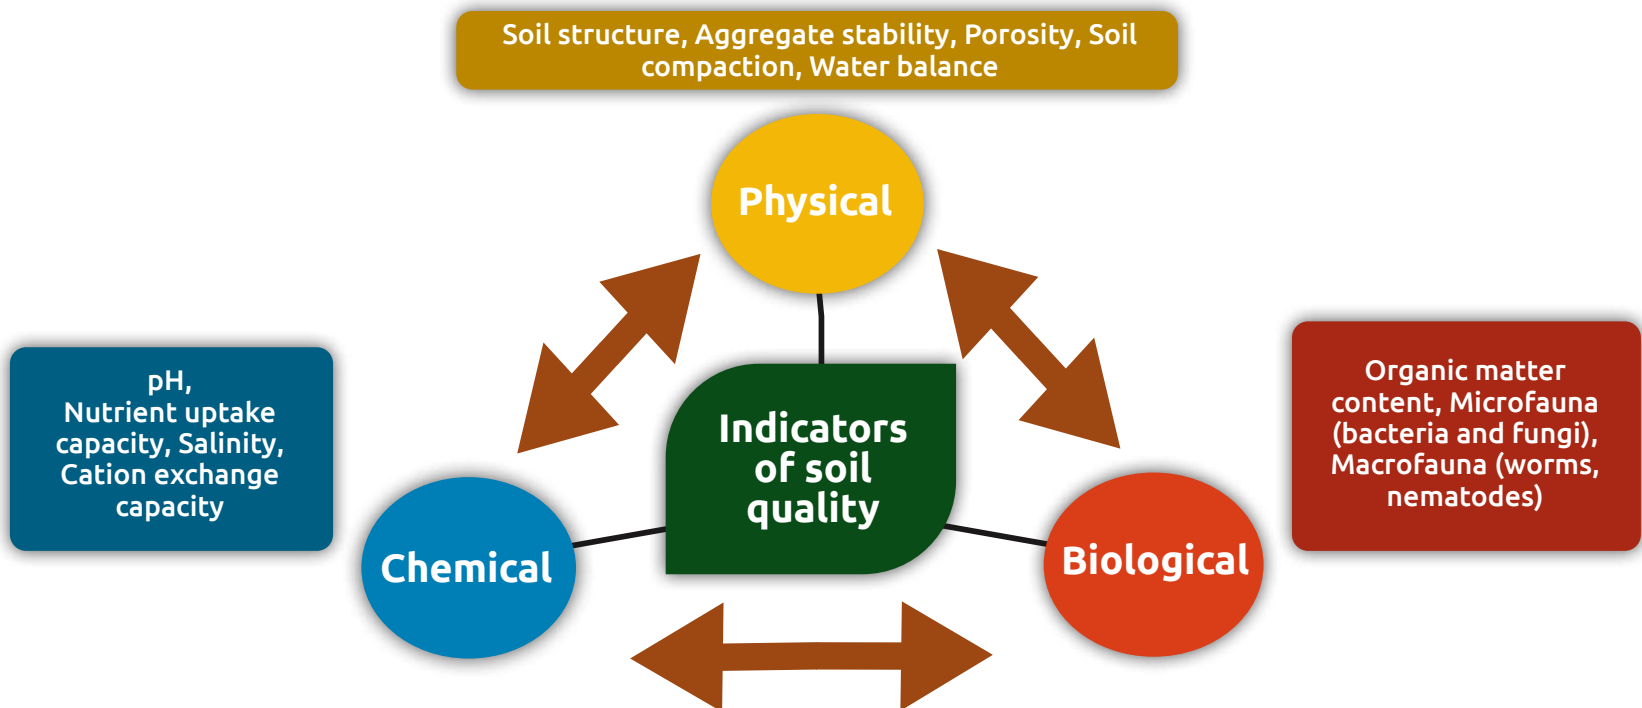 Soil structure, Aggregate stability, Porosity, Soil
compaction, Water balance
Physical
pH,
Nutrient uptake
capacity, Salinity,
Cation exchange
capacity
Indicators
of soil
quality
Organic matter
content, Microfauna
(bacteria and fungi),
Macrofauna (worms,
nematodes)
Chemical
Biological